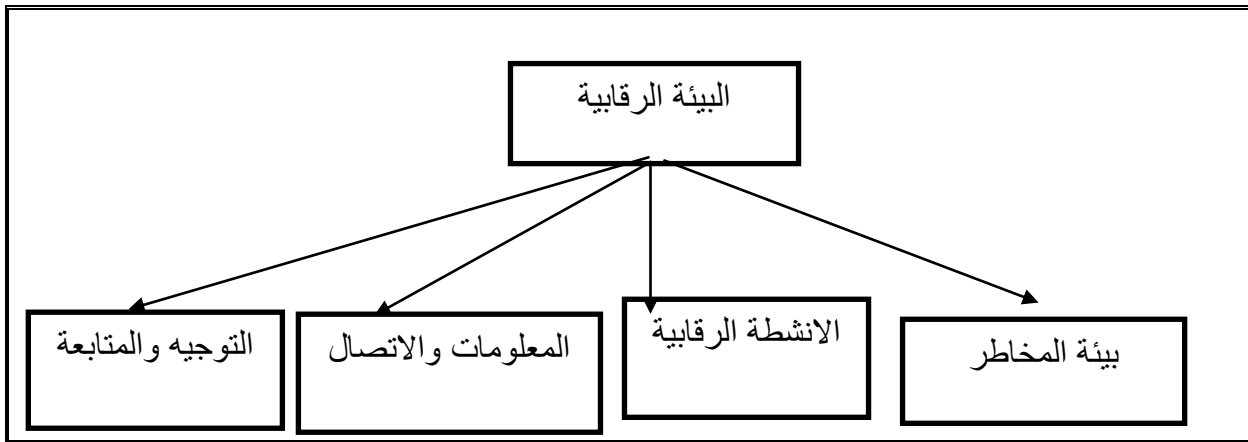 البيئة الرقابية
بيئة المخاطر
الانشطة الرقابية
المعلومات والاتصال
التوجيه والمتابعة